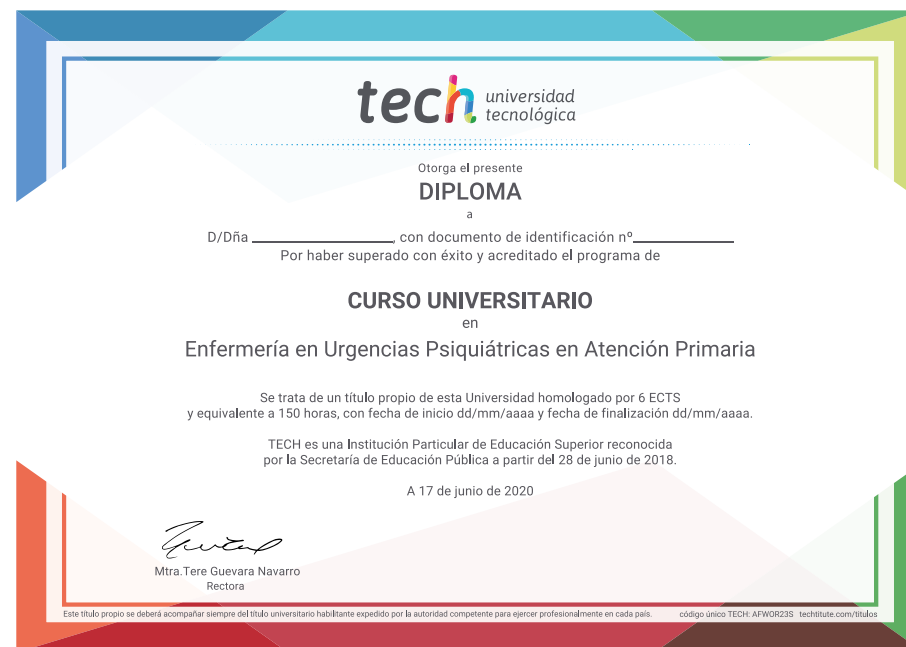 tech universidad
tecnológica
Otorga el presente
DIPLOMA
a
D/Dña ____________________, con documento de identificación nº______________
Por haber superado con éxito y acreditado el programa de
CURSO UNIVERSITARIO
en
Enfermería en Urgencias Psiquiátricas en Atención Primaria
Se trata de un título propio de esta Universidad homologado por 6 ECTS
y equivalente a 150 horas, con fecha de inicio dd/mm/aaaa y fecha de finalización dd/mm/aaaa.
TECH es una Institución Particular de Educación Superior reconocida
por la Secretaría de Educación Pública a partir del 28 de junio de 2018.
A 17 de junio de 2020
Mtra.Tere Guevara Navarro
Rectora
Este título propio se deberá acompañar siempre del título universitario habilitante expedido por la autoridad competente para ejercer profesionalmente en cada país. código único TECH: AFWOR23S techtitute.com/titulos